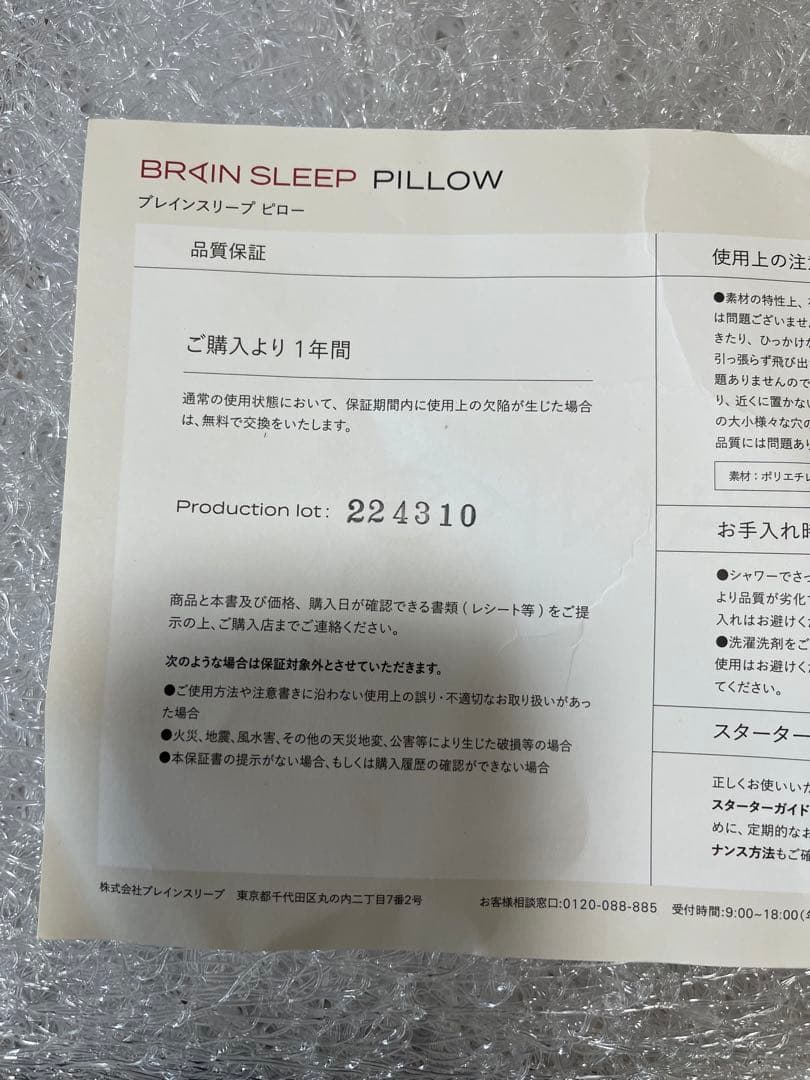 BRAIN SLEEP PILLOW
ブレインスリープ ピロー
品質保証
ご購入より 1年間
通常の使用状態において、保証期間内に使用上の欠陥が生じた場合
は、無料で交換をいたします。
Production lot: 224310
商品と本書及び価格、購入日が確認できる書類(レシート等)をご提
示の上、ご購入店までご連絡ください。
次のような場合は保証対象外とさせていただきます。
●ご使用方法や注意書きに沿わない使用上の誤り・不適切なお取り扱いがあっ
た場合
●火災、地震、風水害、その他の天災地変、公害等により生じた破損等の場合
●本保証書の提示がない場合、もしくは購入履歴の確認ができない場合
使用上の注
●素材の特性上、
は問題ございませ
きたり、ひっかけ
引っ張らず飛び出
題ありませんので
り、近くに置かな
の大小様々な穴の
品質には問題あ
素材:ポリエチレ
お手入れ時
●シャワーでさっ
より品質が劣化
入れはお避けく
●洗濯洗剤をご
使用はお避けく
てください。
スターター
正しくお使いいた
スターターガイド
めに、定期的なお
ナンス方法もご確
株式会社ブレインスリープ 東京都千代田区丸の内二丁目7番2号
お客様相談窓口:0120-088-885 受付時間:9:00~18:00(